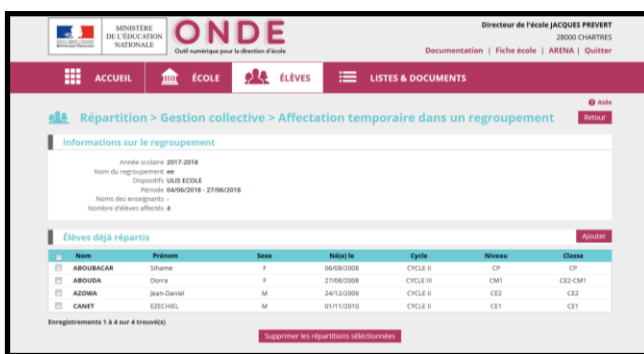 MINISTÈRE
DE L'ÉDUCATION
NATIONALE
ONDE
Outil numérique pour la direction d'école
Directeur de l'école JACQUES PREVERT
28000 CHARTRES
Documentation | Fiche école | ARENA | Quitter
ACCUEIL ÉCOLE ÉLÈVES LISTES & DOCUMENTS
Aide
Répartition > Gestion collective > Affectation temporaire dans un regroupement Retour
Informations sur le regroupement
Année scolaire 2017-2018
Nom du regroupement ee
Dispositifs ULIS ECOLE
Période 04/06/2018 - 27/06/2018
Noms des enseignants -
Nombre d'élèves affectés 4
Élèves déjà répartis Ajouter
Nom Prénom Sexe Né(e) le Cycle Niveau Classe
ABOUBACAR Sihame F 06/08/2008 CYCLE II CP CP
ABOUDA Dorra F 27/08/2008 CYCLE III CM1 CE2-CM1
AZOWA Jean-Daniel M 24/12/2009 CYCLE II CE2 CE2
CANET EZECHIEL M 01/11/2010 CYCLE II CE1 CE1
Enregistrements 1 à 4 sur 4 trouvé(s)
Supprimer les répartitions sélectionnées